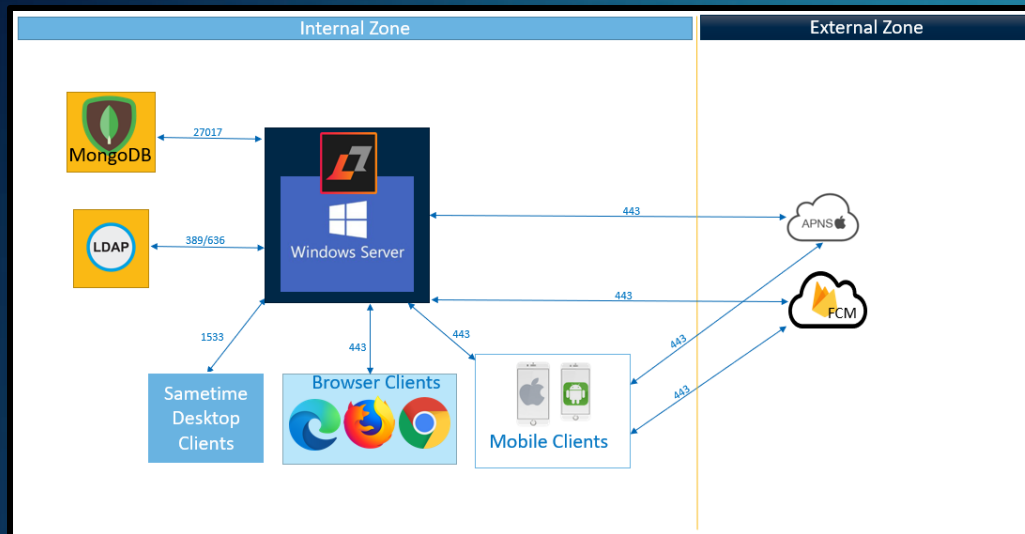 Internal Zone
External Zone
MongoDB
27017
LDAP
389/636
Windows Server
443
APNS
443
FCM
1533
443
443
443
443
Sametime
Desktop
Clients
Browser Clients
Mobile Clients